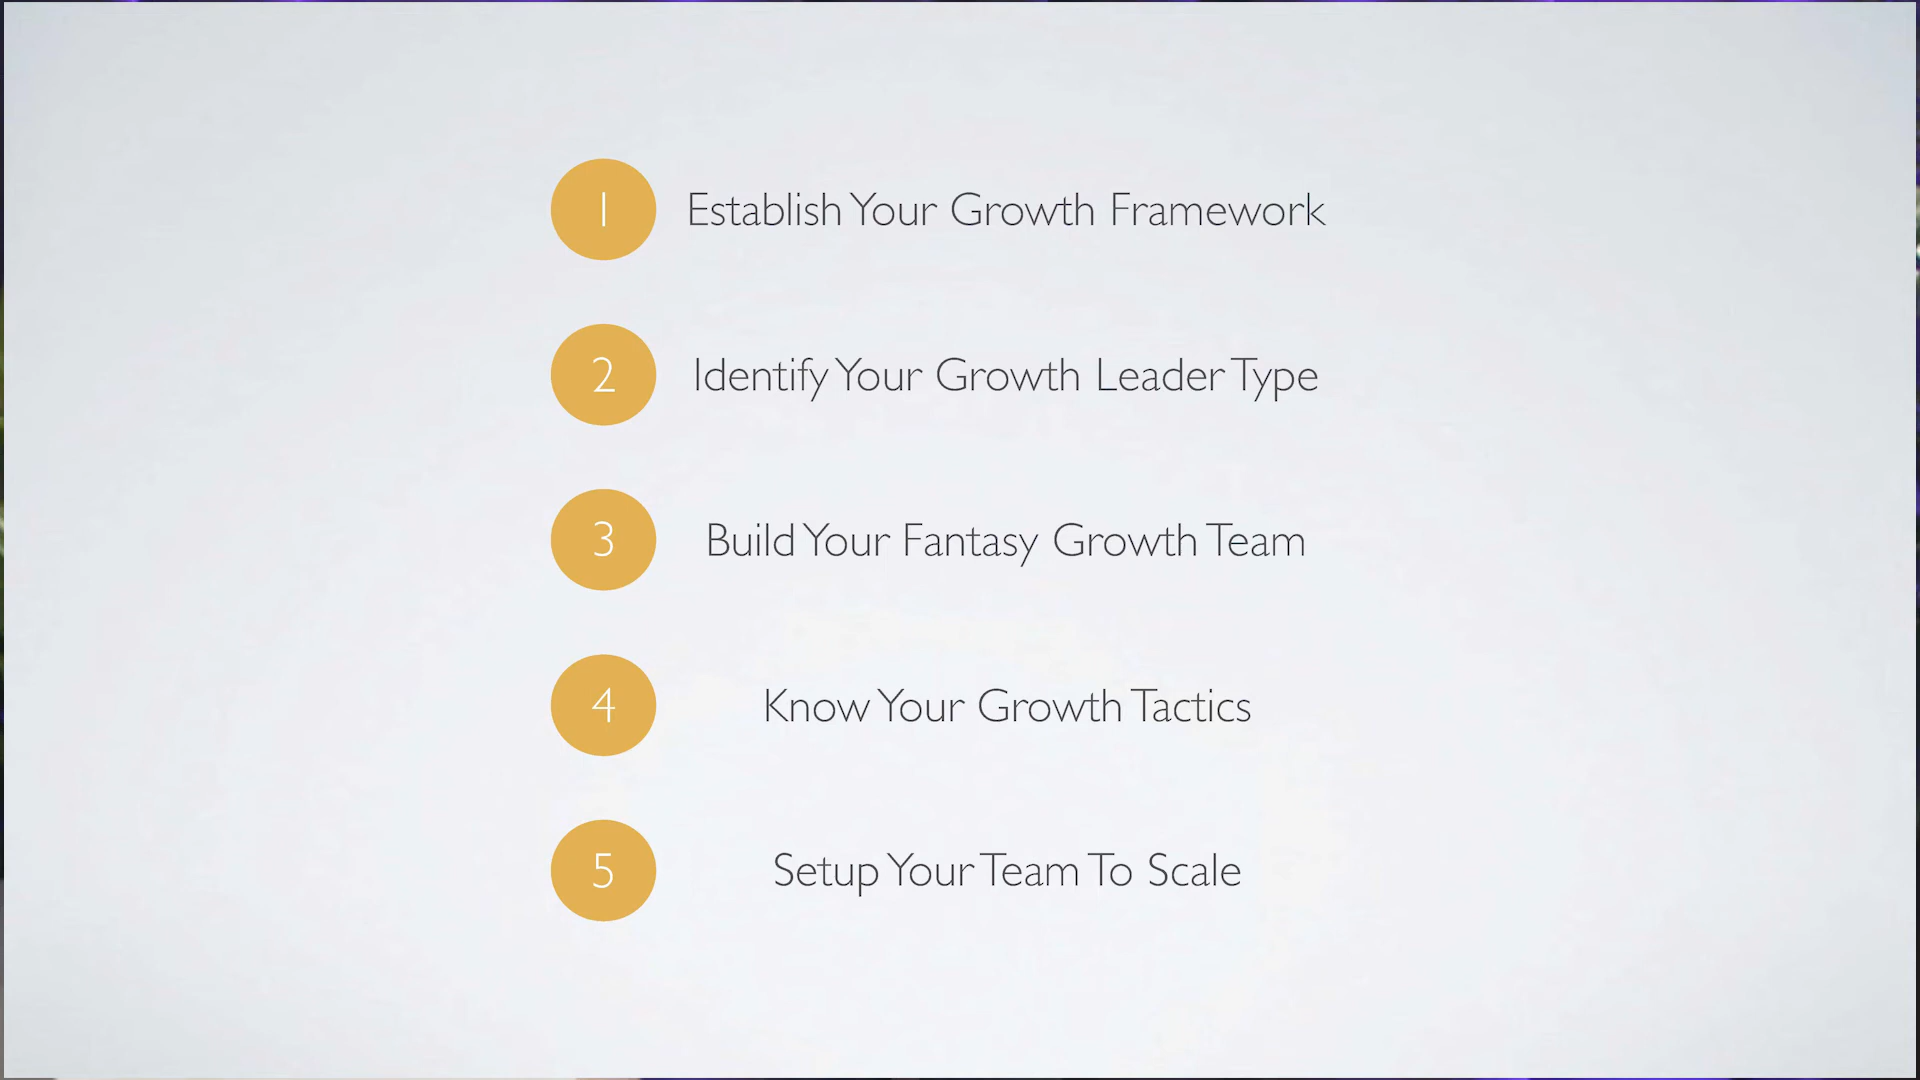 1 Establish Your Growth Framework
2 Identify Your Growth Leader Type
3 Build Your Fantasy Growth Team
4 Know Your Growth Tactics
5 Setup Your Team To Scale